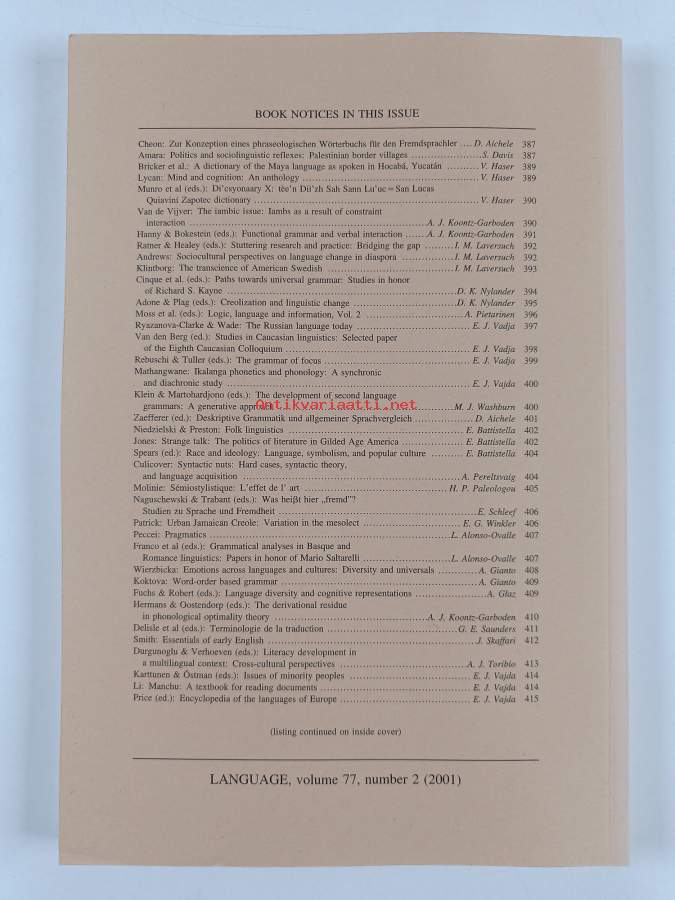 BOOK NOTICES IN THIS ISSUE
Cheon: Zur Konzeption eines phraseologischen Wörterbuchs für den Fremdsprachler .... D. Aichele 387
Amara: Politics and sociolinguistic reflexes: Palestinian border villages ........................ S. Davis 387
Bricker et al.: A dictionary of the Maya language as spoken in Hocabá, Yucatán ........... V. Haser 389
Lycan: Mind and cognition: An anthology ............................................................. V. Haser 389
Munro et al (eds.): Di'csyonaary X: tèe'n Dìi'zh Sah Sann Lu'uc = San Lucas
Quiaviní Zapotec dictionary ............................................................................ V. Haser 390
Van de Vijver: The iambic issue: Iambs as a result of constraint
interaction ................................................................................. A. J. Koontz-Garboden 390
Hanny & Bokestein (eds.): Functional grammar and verbal interaction ........ A. J. Koontz-Garboden 391
Ratner & Healey (eds.): Stuttering research and practice: Bridging the gap .......... I. M. Laversuch 392
Andrews: Sociocultural perspectives on language change in diaspora .................. I. M. Laversuch 392
Klintborg: The transcience of American Swedish ........................................... I. M. Laversuch 393
Cinque et al. (eds.): Paths towards universal grammar: Studies in honor
of Richard S. Kayne ............................................................................ D. K. Nylander 394
Adone & Plag (eds.): Creolization and linguistic change .................................... D. K. Nylander 395
Moss et al. (eds.): Logic, language and information, Vol. 2 ................................... A. Pietarinen 396
Ryazanova-Clarke & Wade: The Russian language today ....................................... E. J. Vadja 397
Van den Berg (ed.): Studies in Caucasian linguistics: Selected paper
of the Eighth Caucasian Colloquium .............................................................. E. J. Vadja 398
Rebuschi & Tuller (eds.): The grammar of focus .................................................. E. J. Vadja 399
Mathangwane: Ikalanga phonetics and phonology: A synchronic
and diachronic study ................................................................................... E. J. Vajda 400
Klein & Martohardjono (eds.): The development of second language
grammars: A generative approach .......................................................... M. J. Washburn 400
Antikvariaatti.net
Zaefferer (ed.): Deskriptive Grammatik und allgemeiner Sprachvergleich ..................... D. Aichele 401
Niedzielski & Preston: Folk linguistics ............................................................. E. Battistella 402
Jones: Strange talk: The politics of literature in Gilded Age America ..................... E. Battistella 402
Spears (ed.): Race and ideology: Language, symbolism, and popular culture ........... E. Battistella 404
Culicover: Syntactic nuts: Hard cases, syntactic theory,
and language acquisition ............................................................................ A. Pereltsvaig 404
Molinie: Sémiostylistique: L'effet de l' art .................................................. H. P. Paleologou 405
Naguschewski & Trabant (eds.): Was heißt hier „fremd"?
Studien zu Sprache und Fremdheit ..................................................................... E. Schleef 406
Patrick: Urban Jamaican Creole: Variation in the mesolect .................................. E. G. Winkler 406
Peccei: Pragmatics ................................................................................. L. Alonso-Ovalle 407
Franco et al (eds.): Grammatical analyses in Basque and
Romance linguistics: Papers in honor of Mario Saltarelli .............................. L. Alonso-Ovalle 407
Wierzbicka: Emotions across languages and cultures: Diversity and universals ............. A. Gianto 408
Koktova: Word-order based grammar .................................................................... A. Gianto 409
Fuchs & Robert (eds.): Language diversity and cognitive representations ......................... A. Głaz 409
Hermans & Oostendorp (eds.): The derivational residue
in phonological optimality theory ...................................................... A. J. Koontz-Garboden 410
Delisle et al (eds.): Terminologie de la traduction ............................................. G. E. Saunders 411
Smith: Essentials of early English ....................................................................... J. Skaffari 412
Durgunoglu & Verhoeven (eds.): Literacy development in
a multilingual context: Cross-cultural perspectives ........................................... A. J. Toribio 413
Karttunen & Östman (eds.): Issues of minority peoples .......................................... E. J. Vajda 414
Li: Manchu: A textbook for reading documents .................................................... E. J. Vajda 414
Price (ed.): Encyclopedia of the languages of Europe ............................................. E. J. Vajda 415
(listing continued on inside cover)
LANGUAGE, volume 77, number 2 (2001)